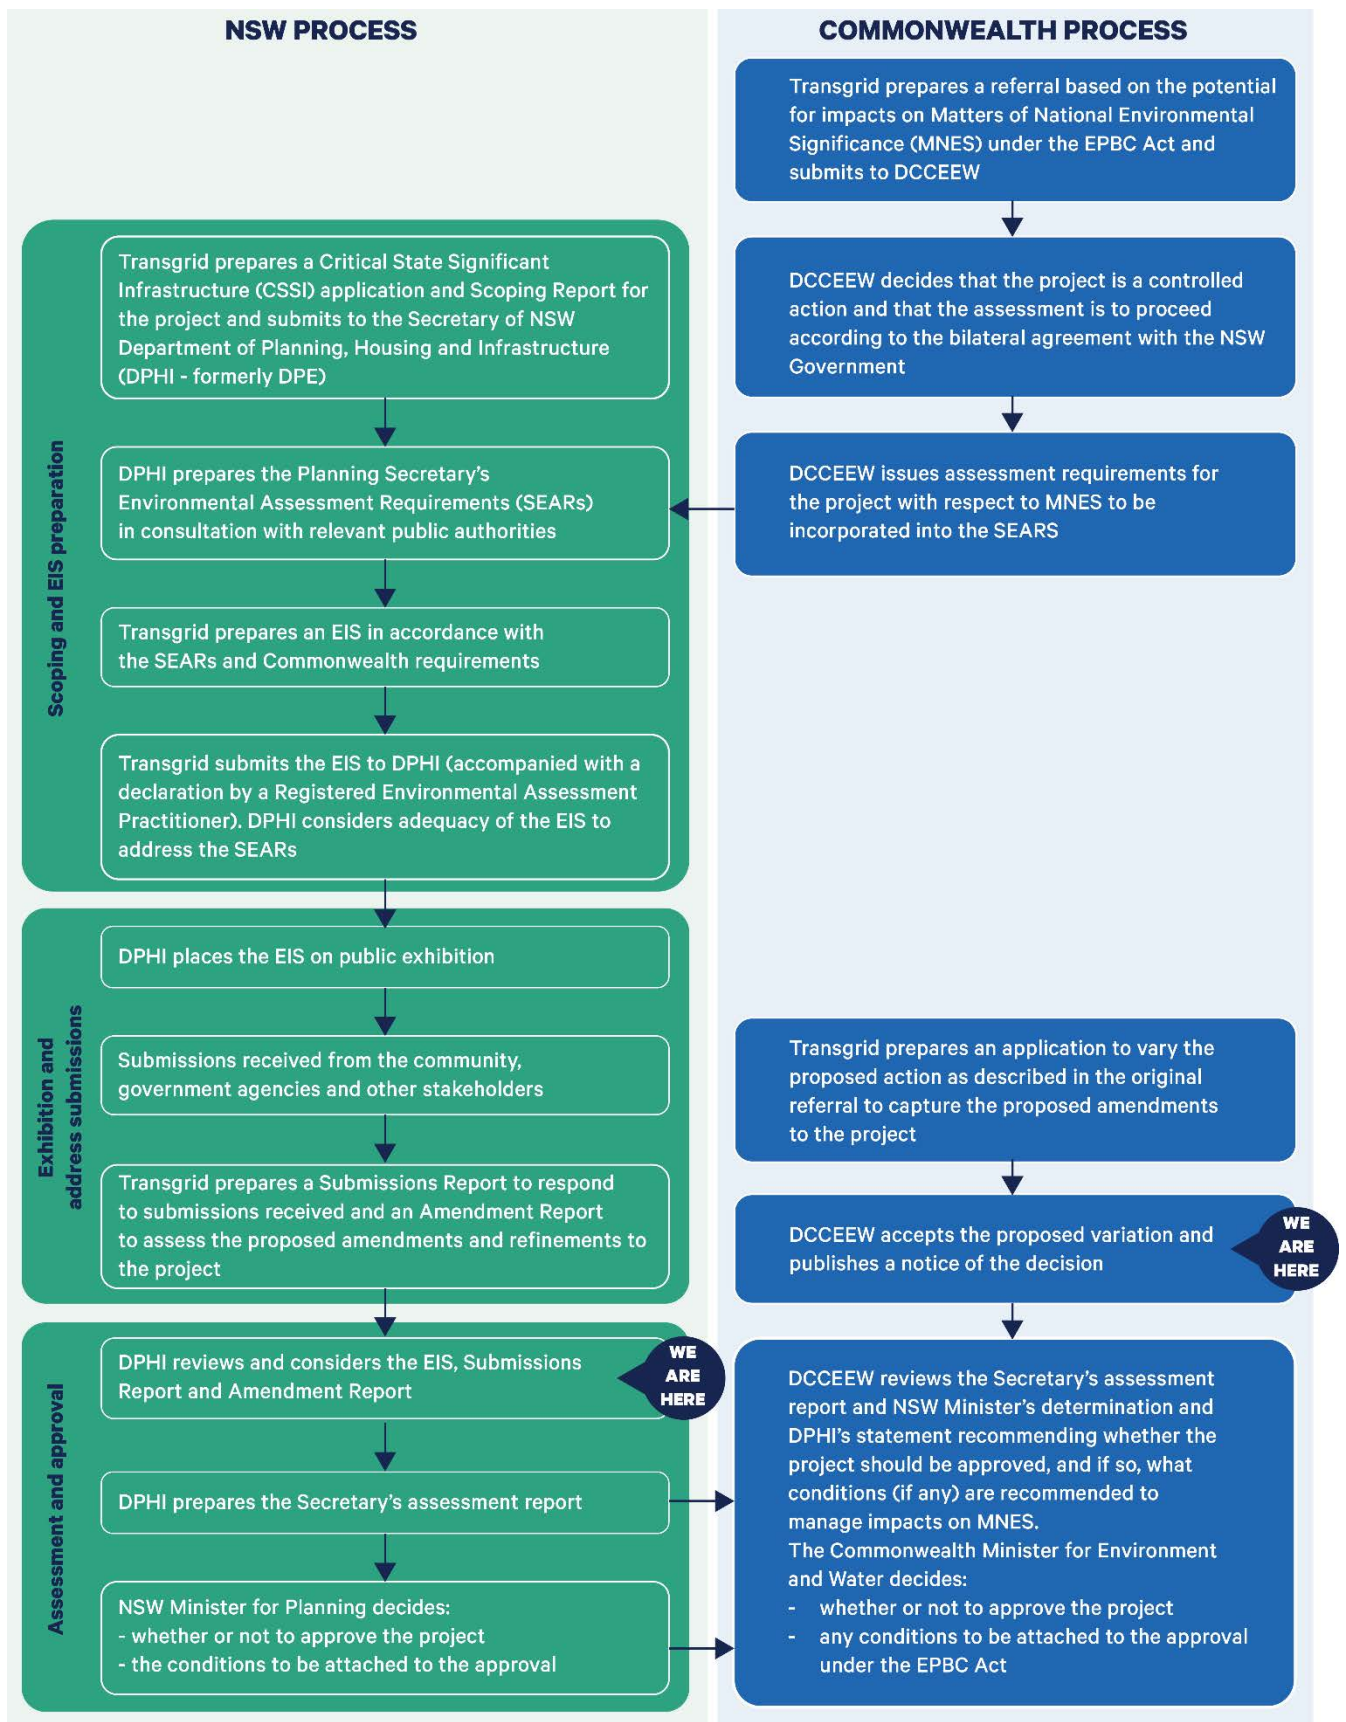 NSW PROCESS
Scoping and EIS preparation
Transgrid prepares a Critical State Significant
Infrastructure (CSSI) application and Scoping Report for
the project and submits to the Secretary of NSW
Department of Planning, Housing and Infrastructure
(DPHI - formerly DPE)
DPHI prepares the Planning Secretary's
Environmental Assessment Requirements (SEARs)
in consultation with relevant public authorities
Transgrid prepares an EIS in accordance with
the SEARs and Commonwealth requirements
Transgrid submits the EIS to DPHI (accompanied with a
declaration by a Registered Environmental Assessment
Practitioner). DPHI considers adequacy of the EIS to
address the SEARs
Exhibition and
address submissions
DPHI places the EIS on public exhibition
Submissions received from the community,
government agencies and other stakeholders
Transgrid prepares a Submissions Report to respond
to submissions received and an Amendment Report
to assess the proposed amendments and refinements to
the project
Assessment and approval
DPHI reviews and considers the EIS, Submissions
Report and Amendment Report
WE
ARE
HERE
DPHI prepares the Secretary's assessment report
NSW Minister for Planning decides:
- whether or not to approve the project
- the conditions to be attached to the approval
COMMONWEALTH PROCESS
Transgrid prepares a referral based on the potential
for impacts on Matters of National Environmental
Significance (MNES) under the EPBC Act and
submits to DCCEEW
DCCEEW decides that the project is a controlled
action and that the assessment is to proceed
according to the bilateral agreement with the NSW
Government
DCCEEW issues assessment requirements for
the project with respect to MNES to be
incorporated into the SEARS
Transgrid prepares an application to vary the
proposed action as described in the original
referral to capture the proposed amendments
to the project
DCCEEW accepts the proposed variation and
publishes a notice of the decision
WE
ARE
HERE
DCCEEW reviews the Secretary's assessment
report and NSW Minister's determination and
DPHI's statement recommending whether the
project should be approved, and if so, what
conditions (if any) are recommended to
manage impacts on MNES.
The Commonwealth Minister for Environment
and Water decides:
- whether or not to approve the project
- any conditions to be attached to the approval
under the EPBC Act